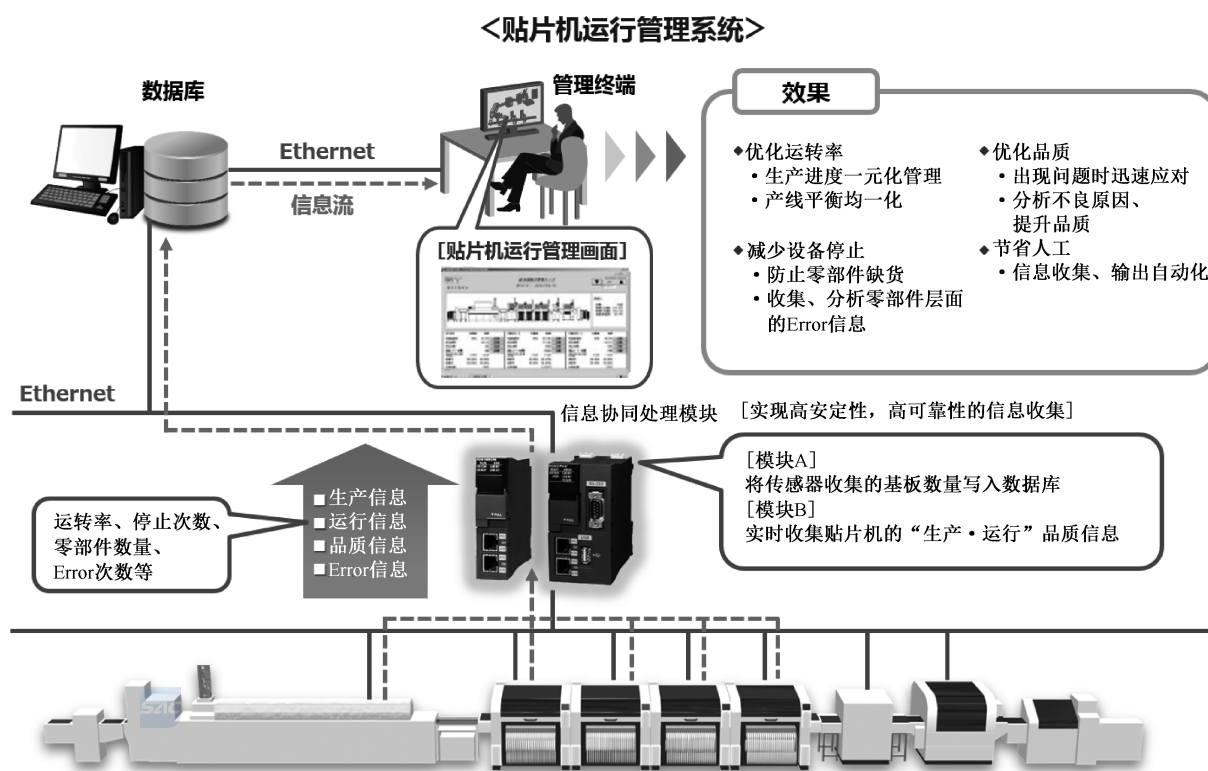 ＜贴片机运行管理系统＞
数据库
管理终端
Ethernet
信息流
效果
◆优化运转率
・生产进度一元化管理
・产线平衡均一化
◆减少设备停止
・防止零部件缺货
・收集、分析零部件层面
的Error信息
◆优化品质
・出现问题时迅速应对
・分析不良原因、
提升品质
◆节省人工
・信息收集、输出自动化
[贴片机运行管理画面]
Ethernet
信息协同处理模块
[实现高安定性，高可靠性的信息收集]
[模块A]
将传感器收集的基板数量写入数据库
[模块B]
实时收集贴片机的“生产・运行”品质信息
■生产信息
■运行信息
■品质信息
■Error信息
运转率、停止次数、
零部件数量、
Error次数等